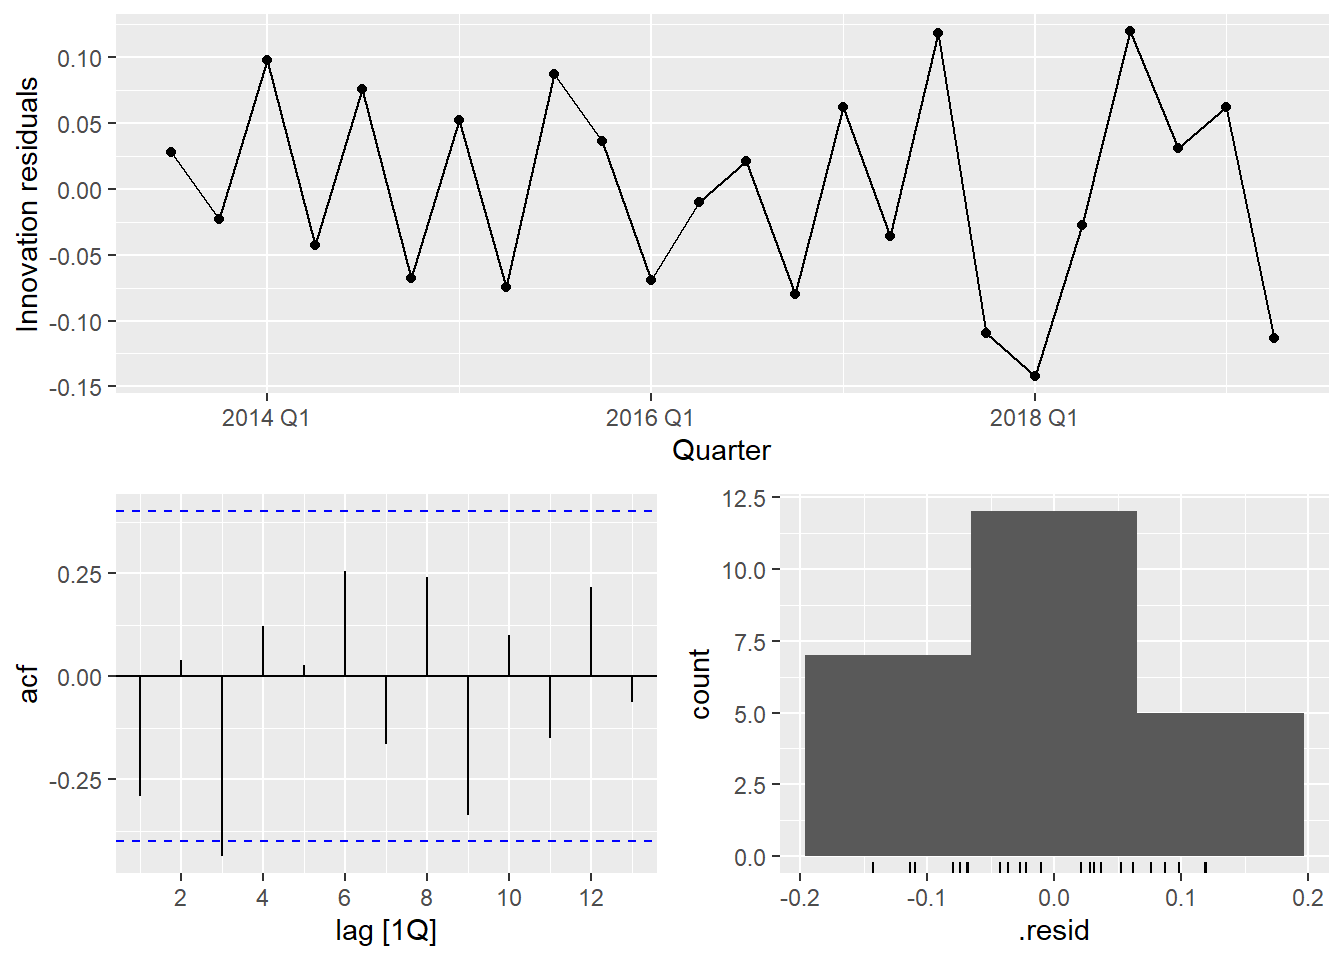 Innovation residuals
0.10
0.05
0.00
-0.05
-0.10
-0.15
2014 Q1 2016 Q1 2018 Q1
Quarter
acf
0.25
0.00
-0.25
2 4 6 8 10 12
lag [1Q]
count
12.5
10.0
7.5
5.0
2.5
0.0
-0.2 -0.1 0.0 0.1 0.2
.resid